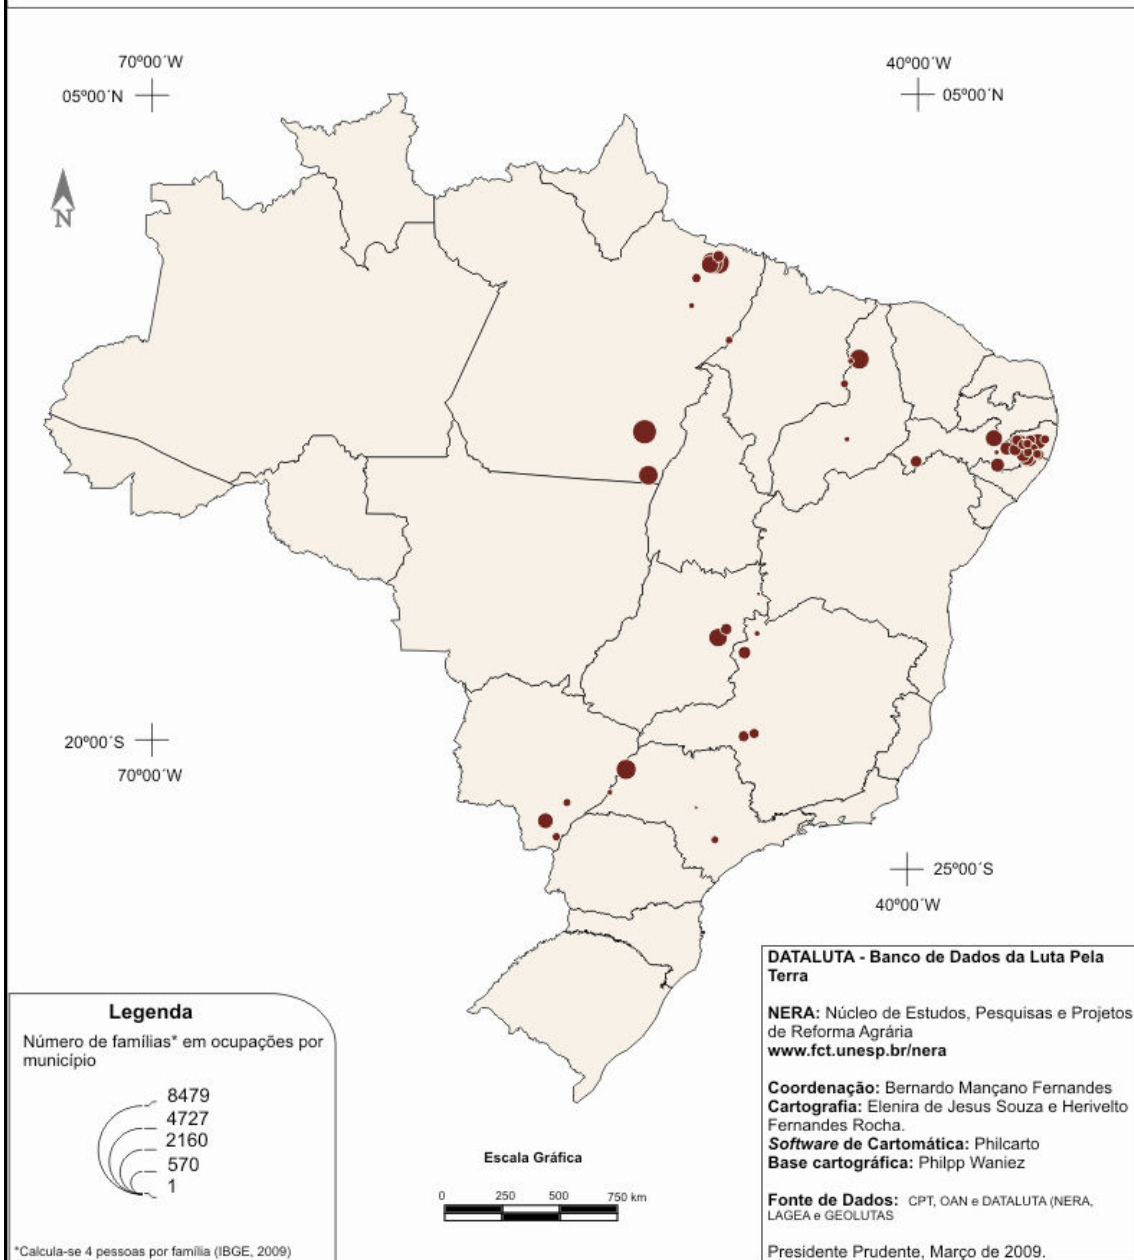 70º00´W
40º00´W
05º00´N
05º00´N
N
20º00´S
70º00´W
25º00´S
40º00´W
DATALUTA - Banco de Dados da Luta Pela
Terra
NERA: Núcleo de Estudos, Pesquisas e Projetos
de Reforma Agrária
www.fct.unesp.br/nera
Coordenação: Bernardo Mançano Fernandes
Cartografia: Elenira de Jesus Souza e Herivelto
Fernandes Rocha.
Software de Cartomática: Philcarto
Base cartográfica: Philpp Waniez
Fonte de Dados: CPT, OAN e DATALUTA (NERA,
LAGEA e GEOLUTAS
Presidente Prudente, Março de 2009.
Legenda
Número de famílias* em ocupações por
município
8479
4727
2160
570
1
*Calcula-se 4 pessoas por família (IBGE, 2009)
Escala Gráfica
0 250 500 750 km